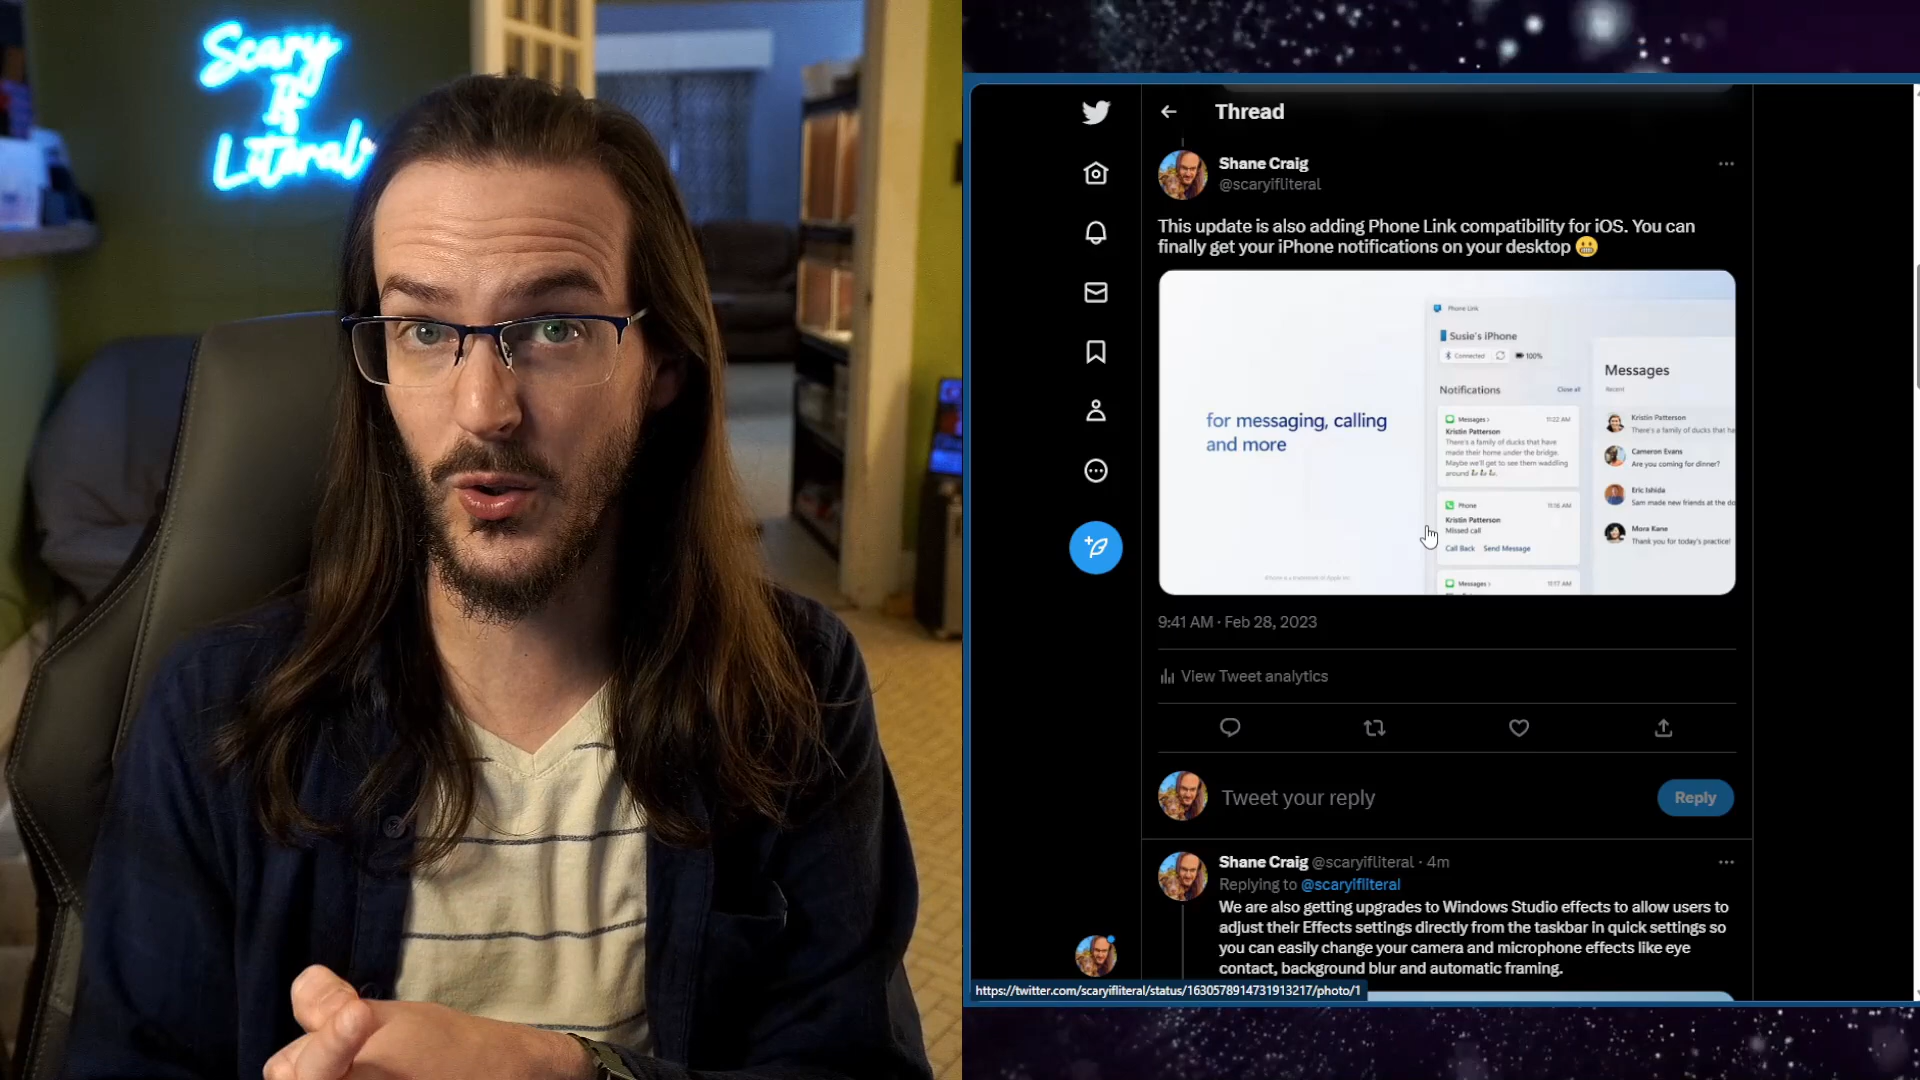 Scary
If
Literal
Thread
Shane Craig
@scaryifliteral
This update is also adding Phone Link compatibility for iOS. You can
finally get your iPhone notifications on your desktop 😬
Phone Link
Susie's iPhone
Connected
100%
Notifications
Close all
Messages
Recent
for messaging, calling
and more
Messages ›
11:22 AM
Kristin Patterson
There's a family of ducks that have
made their home under the bridge.
Maybe we'll get to see them waddling
around
Phone
11:16 AM
Kristin Patterson
Missed call
Call Back Send Message
Messages ›
11:17 AM
Kristin Patterson
There's a family of ducks that ha
Cameron Evans
Are you coming for dinner?
Eric Ishida
Sam made new friends at the do
Mora Kane
Thank you for today's practice!
iPhone is a trademark of Apple Inc.
9:41 AM · Feb 28, 2023
View Tweet analytics
Tweet your reply
Reply
Shane Craig @scaryifliteral · 4m
Replying to @scaryifliteral
We are also getting upgrades to Windows Studio effects to allow users to
adjust their Effects settings directly from the taskbar in quick settings so
you can easily change your camera and microphone effects like eye
contact, background blur and automatic framing.
https://twitter.com/scaryifliteral/status/1630578914731913217/photo/1